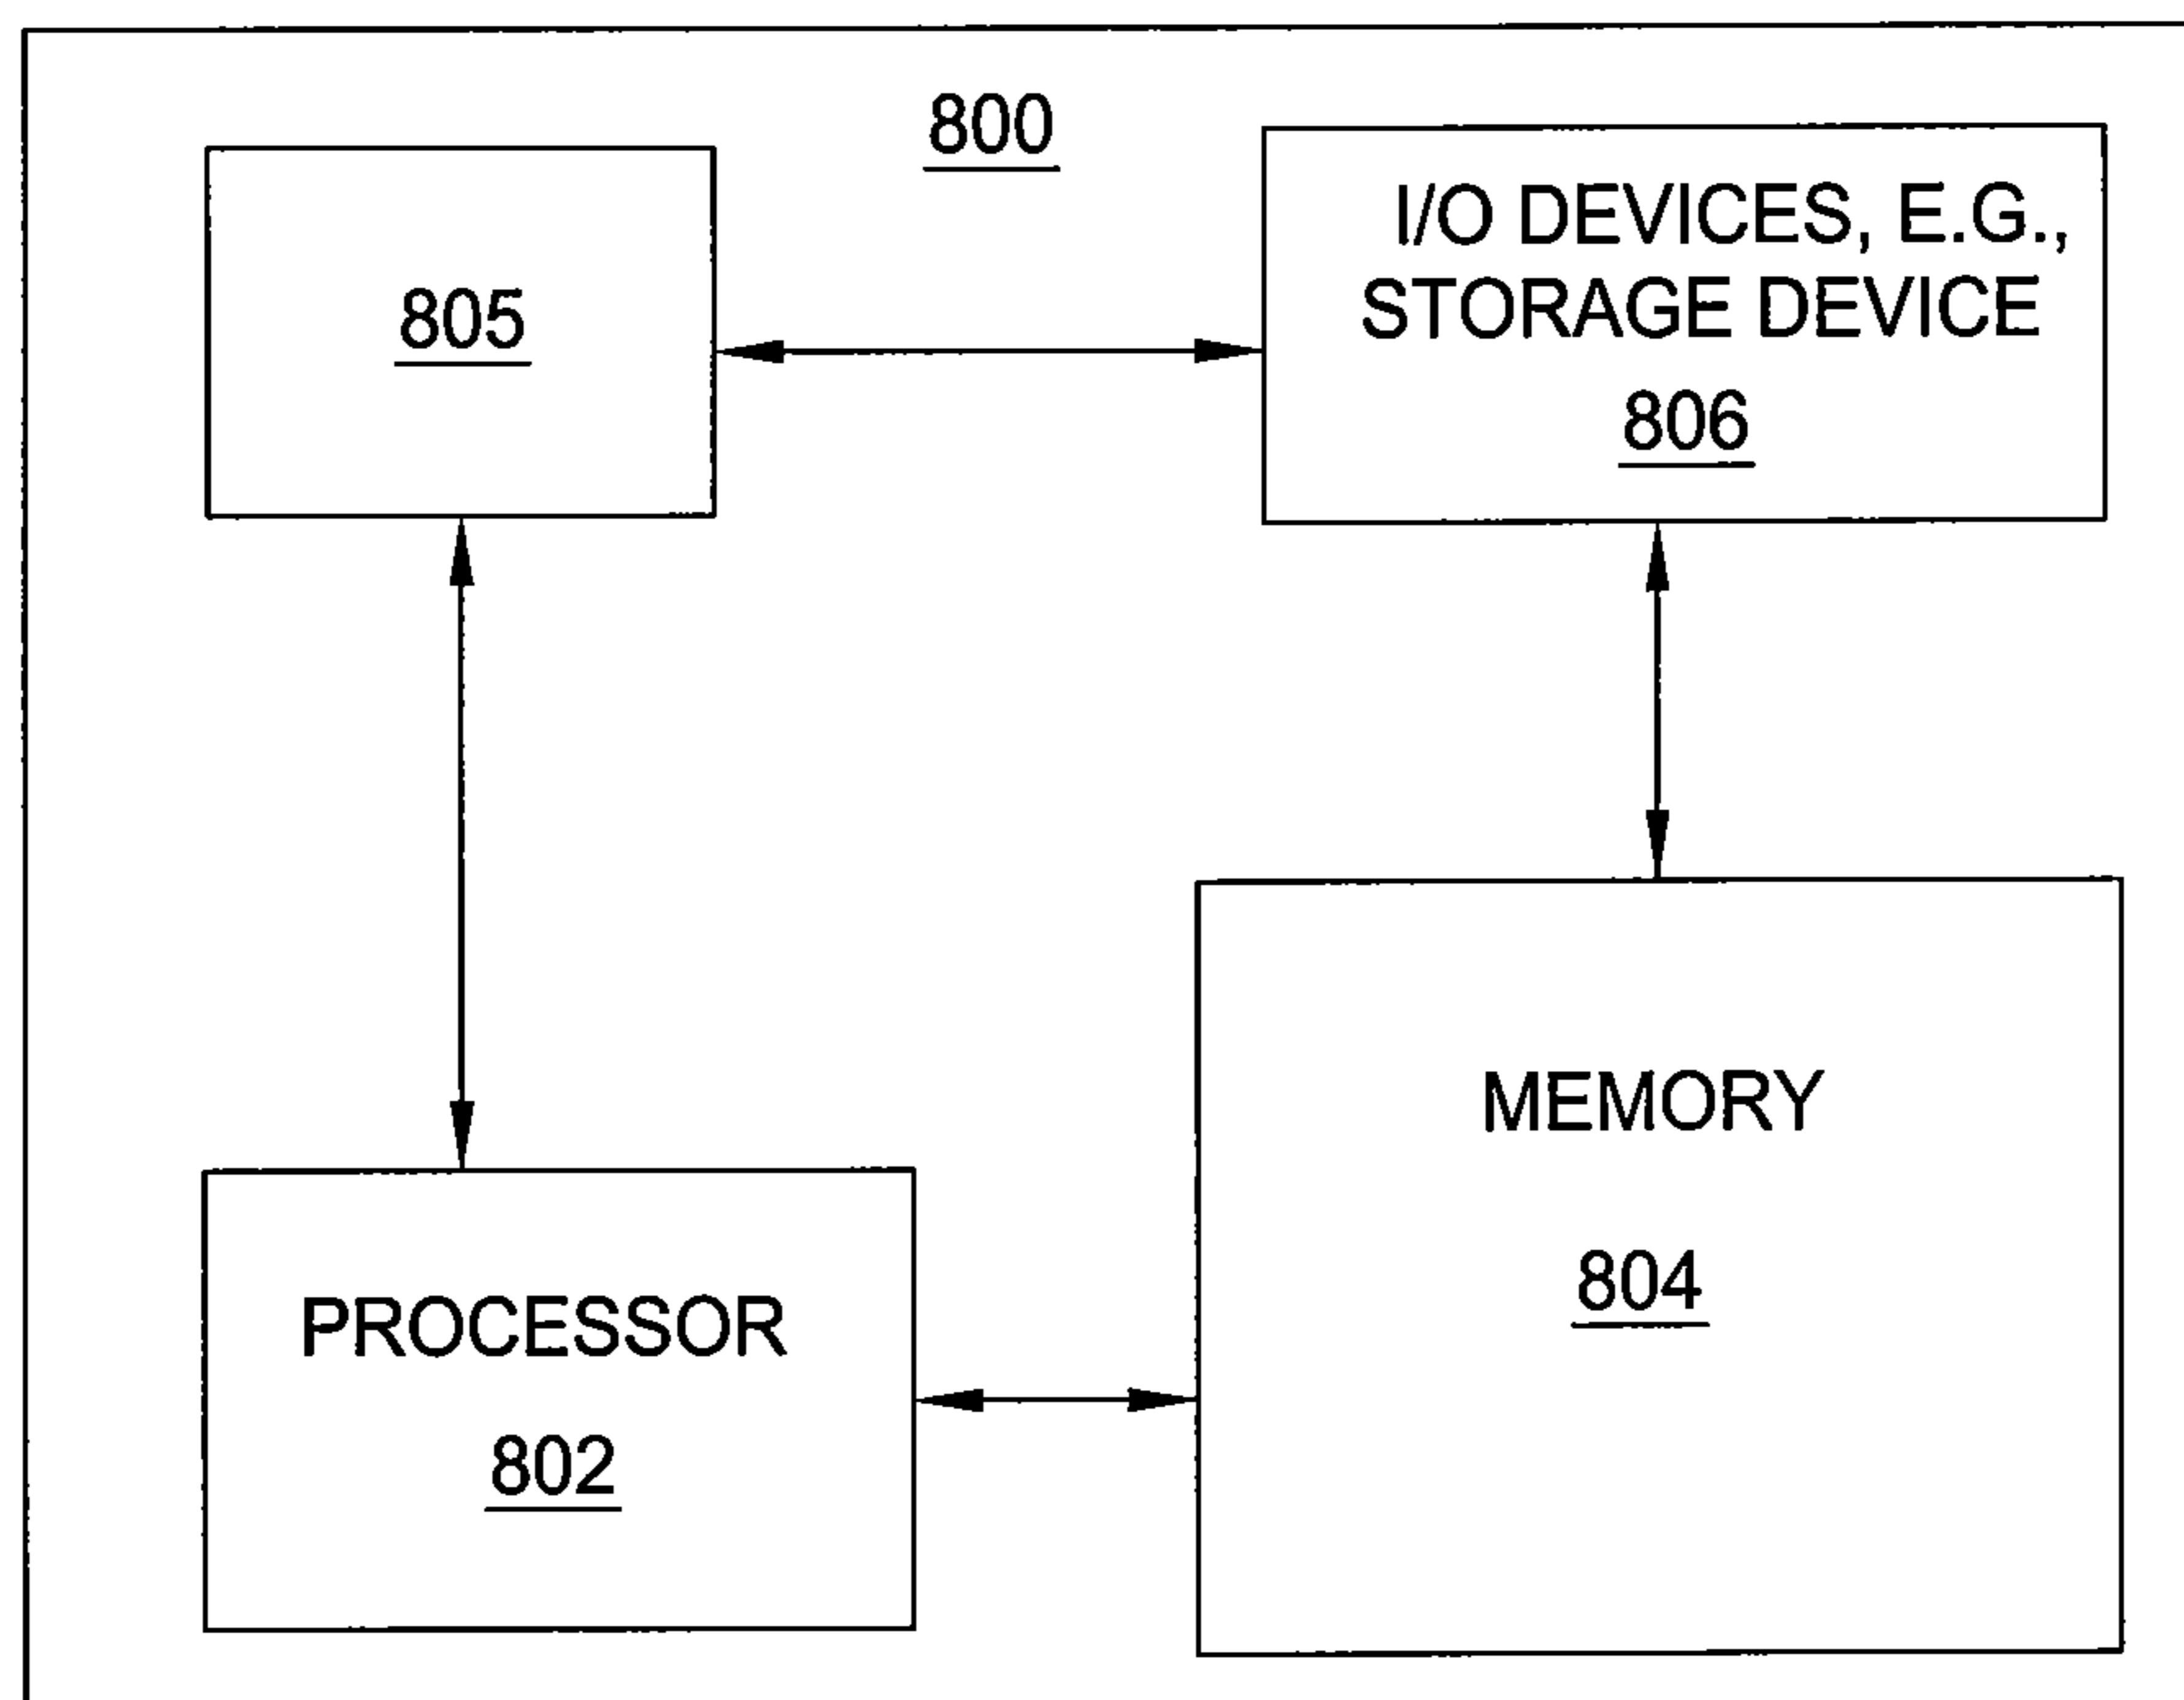 800
805
I/O DEVICES, E.G.,
STORAGE DEVICE
806
MEMORY
804
PROCESSOR
802